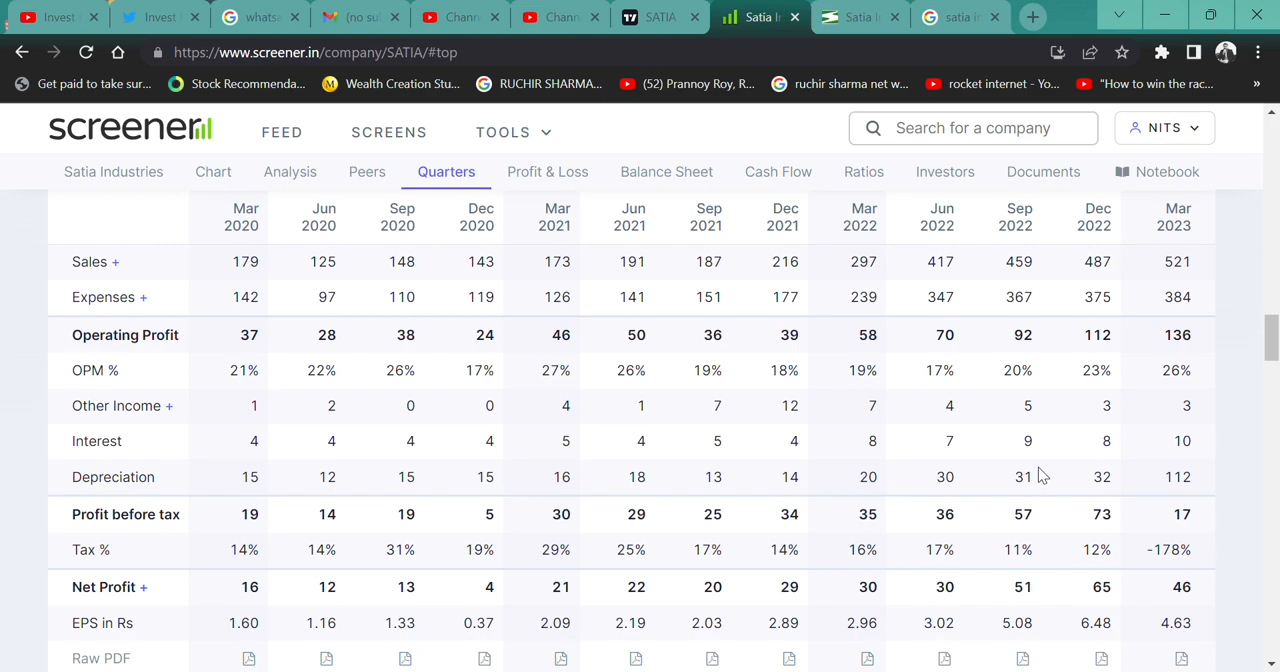 Invest
Invest
whats
(no su
Chann
Chann
SATIA
Satia In
Satia I
satia in
https://www.screener.in/company/SATIA/#top
Get paid to take sur...
Stock Recommenda...
Wealth Creation Stu...
RUCHIR SHARMA...
(52) Prannoy Roy, R...
ruchir sharma net w...
rocket internet - Yo...
"How to win the rac...
»
screener
FEED SCREENS TOOLS
Search for a company
NITS
Satia Industries Chart Analysis Peers Quarters Profit & Loss Balance Sheet Cash Flow Ratios Investors Documents Notebook
Mar Jun Sep Dec Mar Jun Sep Dec Mar Jun Sep Dec Mar
2020 2020 2020 2020 2021 2021 2021 2021 2022 2022 2022 2022 2023
Sales + 179 125 148 143 173 191 187 216 297 417 459 487 521
Expenses + 142 97 110 119 126 141 151 177 239 347 367 375 384
Operating Profit 37 28 38 24 46 50 36 39 58 70 92 112 136
OPM % 21% 22% 26% 17% 27% 26% 19% 18% 19% 17% 20% 23% 26%
Other Income + 1 2 0 0 4 1 7 12 7 4 5 3 3
Interest 4 4 4 4 5 4 5 4 8 7 9 8 10
Depreciation 15 12 15 15 16 18 13 14 20 30 31 32 112
Profit before tax 19 14 19 5 30 29 25 34 35 36 57 73 17
Tax % 14% 14% 31% 19% 29% 25% 17% 14% 16% 17% 11% 12% -178%
Net Profit + 16 12 13 4 21 22 20 29 30 30 51 65 46
EPS in Rs 1.60 1.16 1.33 0.37 2.09 2.19 2.03 2.89 2.96 3.02 5.08 6.48 4.63
Raw PDF